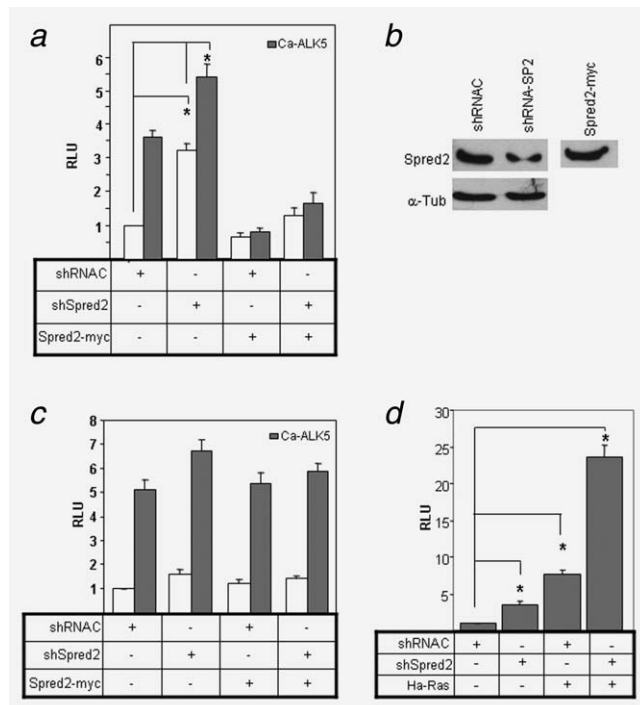 a
Ca-ALK5
6
5
4
3
2
1
RLU
shRNAC + - + -
shSpred2 - + - +
Spred2-myc - - + +
b
shRNAC
shRNA-SP2
Spred2-myc
Spred2
α-Tub
c
Ca-ALK5
8
7
6
5
4
3
2
1
RLU
shRNAC + - + -
shSpred2 - + - +
Spred2-myc - - + +
d
30
25
20
15
10
5
RLU
shRNAC + - + -
shSpred2 - + - +
Ha-Ras - - + +
* 
*
*
*
*